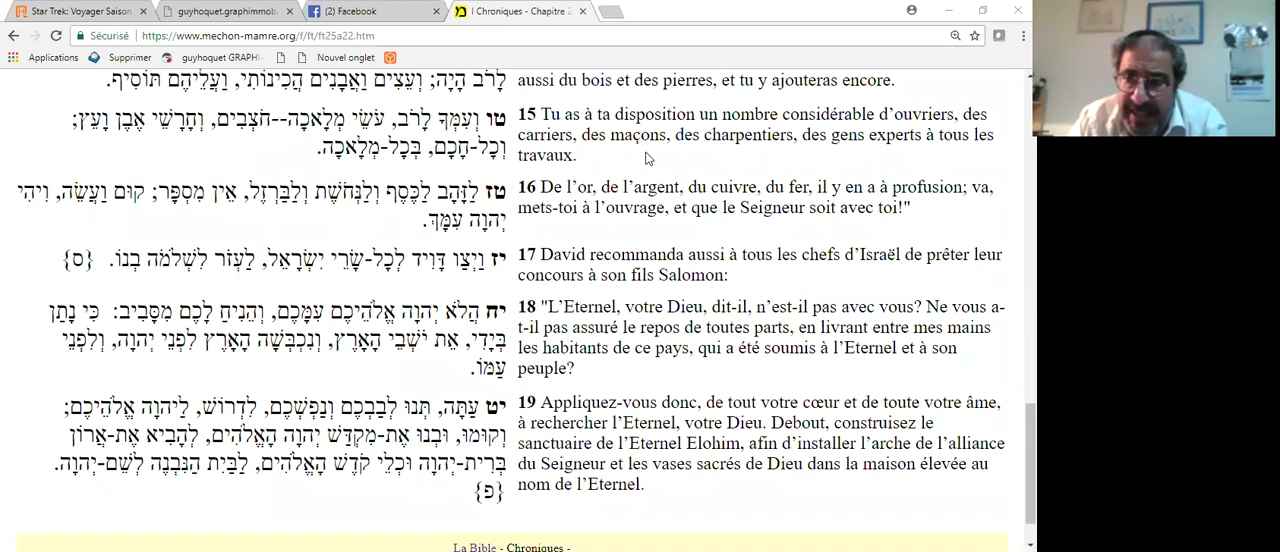 Star Trek: Voyager Saison
guyhoquet.graphimmob
(2) Facebook
I Chroniques - Chapitre 2
Sécurisé
https://www.mechon-mamre.org/f/ft/ft25a22.htm
Applications
Supprimer
guyhoquet GRAPHI
Nouvel onglet
לָרֹב הָיָה; וְעֵצִים וַאֲבָנִים הֲכִינוֹתִי, וַעֲלֵיהֶם תּוֹסִיף.
טו וְעִמְּךָ לָרֹב, עֹשֵׂי מְלָאכָה--חֹצְבִים, וְחָרָשֵׁי אֶבֶן וָעֵץ;
וְכָל-חָכָם, בְּכָל-מְלָאכָה.
טז לַזָּהָב לַכֶּסֶף וְלַנְּחֹשֶׁת וְלַבַּרְזֶל, אֵין מִסְפָּר; קוּם וַעֲשֵׂה, וִיהִי
יְהוָה עִמָּךְ.
יז וַיְצַו דָּוִיד לְכָל-שָׂרֵי יִשְׂרָאֵל, לַעְזֹר לִשְׁלֹמֹה בְנוֹ. {ס}
יח הֲלֹא יְהוָה אֱלֹהֵיכֶם עִמָּכֶם, וְהֵנִיחַ לָכֶם מִסָּבִיב: כִּי נָתַן
בְּיָדִי, אֵת יֹשְׁבֵי הָאָרֶץ, וְנִכְבְּשָׁה הָאָרֶץ לִפְנֵי יְהוָה, וְלִפְנֵי
עַמּוֹ.
יט עַתָּה, תְּנוּ לְבַבְכֶם וְנַפְשְׁכֶם, לִדְרוֹשׁ, לַיהוָה אֱלֹהֵיכֶם;
וְקוּמוּ, וּבְנוּ אֶת-מִקְדַּשׁ יְהוָה הָאֱלֹהִים, לְהָבִיא אֶת-אֲרוֹן
בְּרִית-יְהוָה וּכְלֵי קֹדֶשׁ הָאֱלֹהִים, לַבַּיִת הַנִּבְנֶה לְשֵׁם-יְהוָה.
{פ}
aussi du bois et des pierres, et tu y ajouteras encore.
15 Tu as à ta disposition un nombre considérable d’ouvriers, des
carriers, des maçons, des charpentiers, des gens experts à tous les
travaux.
16 De l’or, de l’argent, du cuivre, du fer, il y en a à profusion; va,
mets-toi à l’ouvrage, et que le Seigneur soit avec toi!"
17 David recommanda aussi à tous les chefs d’Israël de prêter leur
concours à son fils Salomon:
18 "L’Eternel, votre Dieu, dit-il, n’est-il pas avec vous? Ne vous a-
t-il pas assuré le repos de toutes parts, en livrant entre mes mains
les habitants de ce pays, qui a été soumis à l’Eternel et à son
peuple?
19 Appliquez-vous donc, de tout votre cœur et de toute votre âme,
à rechercher l’Eternel, votre Dieu. Debout, construisez le
sanctuaire de l’Eternel Elohim, afin d’installer l’arche de l’alliance
du Seigneur et les vases sacrés de Dieu dans la maison élevée au
nom de l’Eternel.
La Bible - Chroniques -